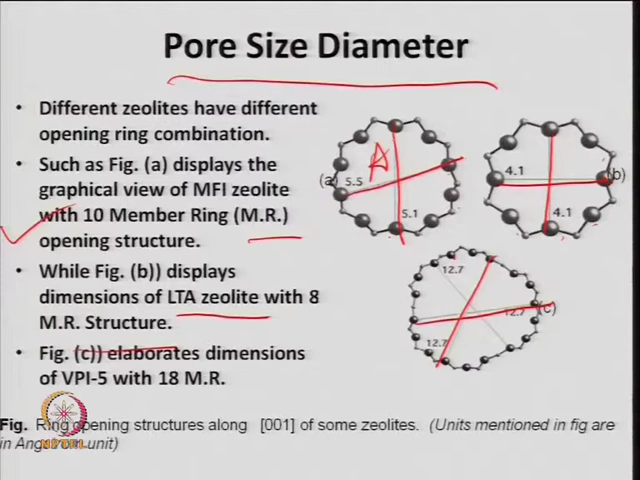 Pore Size Diameter
• Different zeolites have different
opening ring combination.
• Such as Fig. (a) displays the
graphical view of MFI zeolite
with 10 Member Ring (M.R.)
opening structure.
• While Fig. (b)) displays
dimensions of LTA zeolite with 8
M.R. Structure.
• Fig. (c)) elaborates dimensions
of VPI-5 with 18 M.R.
A
(a) 5.5
5.1
4.1 (b)
4.1
12.7
12.7 (c)
12.7
Fig. Ring opening structures along [001] of some zeolites. (Units mentioned in fig are
in Angstrom unit)
NPTEL